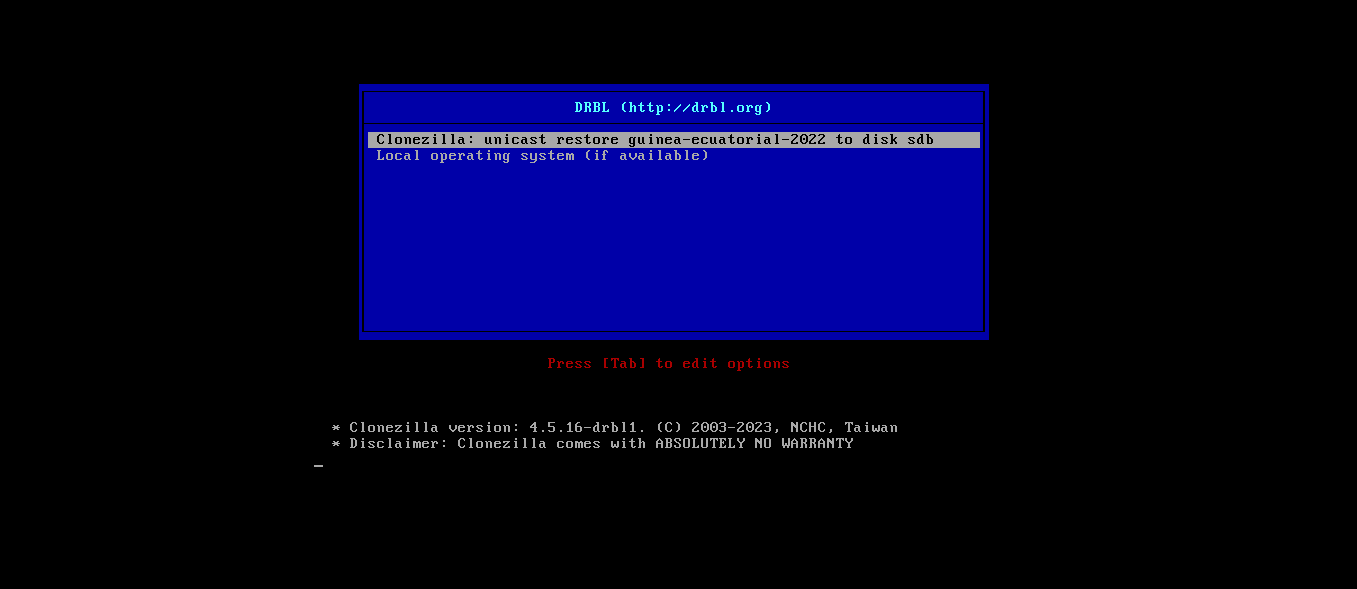 DRBL (http://drbl.org)
Clonezilla: unicast restore guinea-ecuatorial-2022 to disk sdb
Local operating system (if available)
Press [Tab] to edit options
* Clonezilla version: 4.5.16-drbl1. (C) 2003-2023, NCHC, Taiwan
* Disclaimer: Clonezilla comes with ABSOLUTELY NO WARRANTY